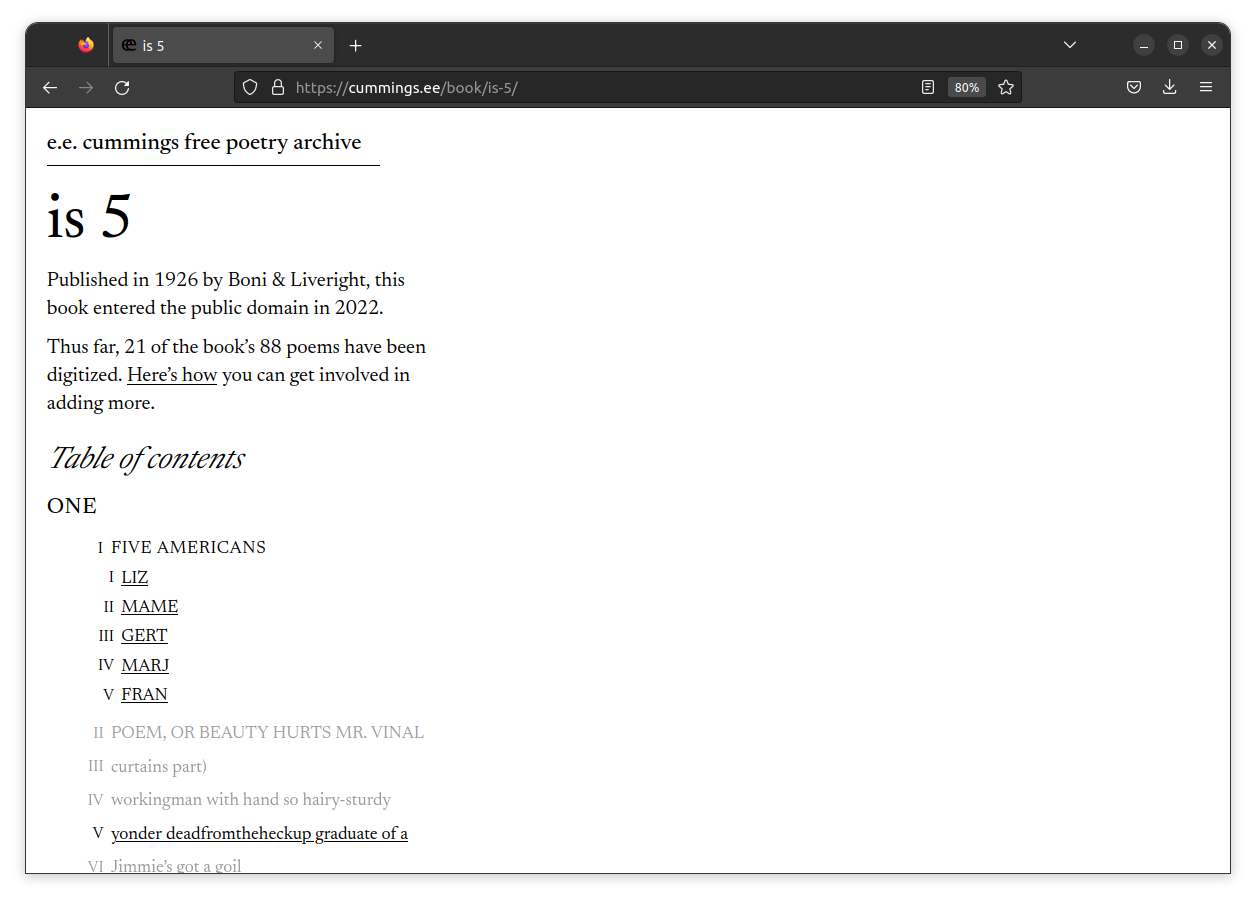 is 5
https://cummings.ee/book/is-5/
80%
e.e. cummings free poetry archive
is 5
Published in 1926 by Boni & Liveright, this
book entered the public domain in 2022.
Thus far, 21 of the book’s 88 poems have been
digitized. Here’s how you can get involved in
adding more.
Table of contents
ONE
I FIVE AMERICANS
I LIZ
II MAME
III GERT
IV MARJ
V FRAN
II POEM, OR BEAUTY HURTS MR. VINAL
III curtains part)
IV workingman with hand so hairy-sturdy
V yonder deadfromtheheckup graduate of a
VI Jimmie’s got a goil